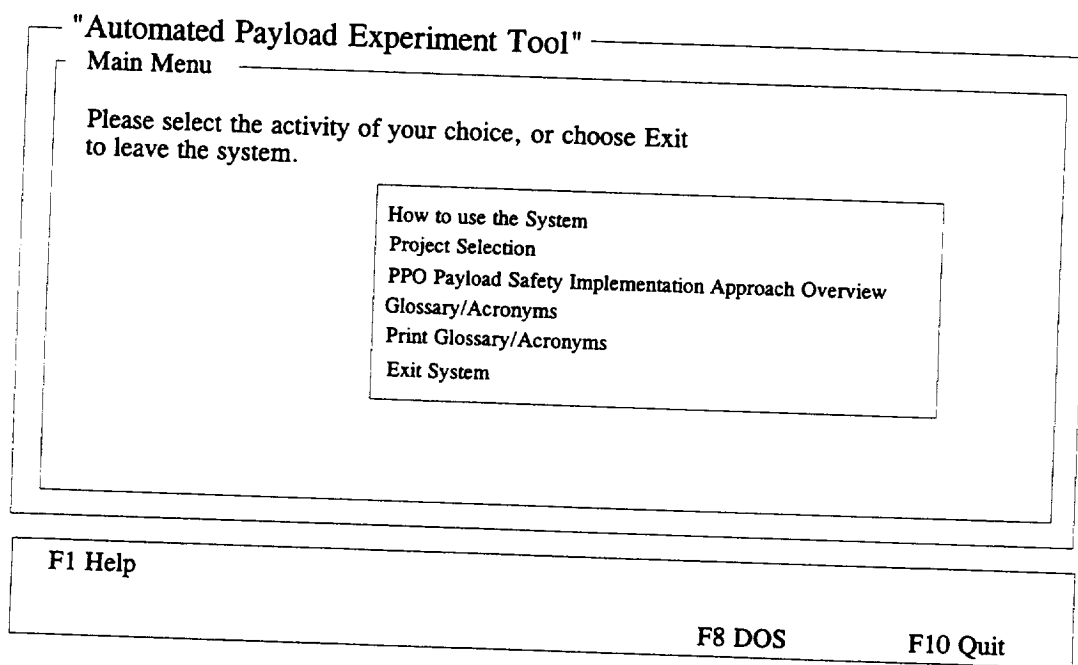 "Automated Payload Experiment Tool"
Main Menu
Please select the activity of your choice, or choose Exit
to leave the system.
How to use the System
Project Selection
PPO Payload Safety Implementation Approach Overview
Glossary/Acronyms
Print Glossary/Acronyms
Exit System
F1 Help
F8 DOS F10 Quit